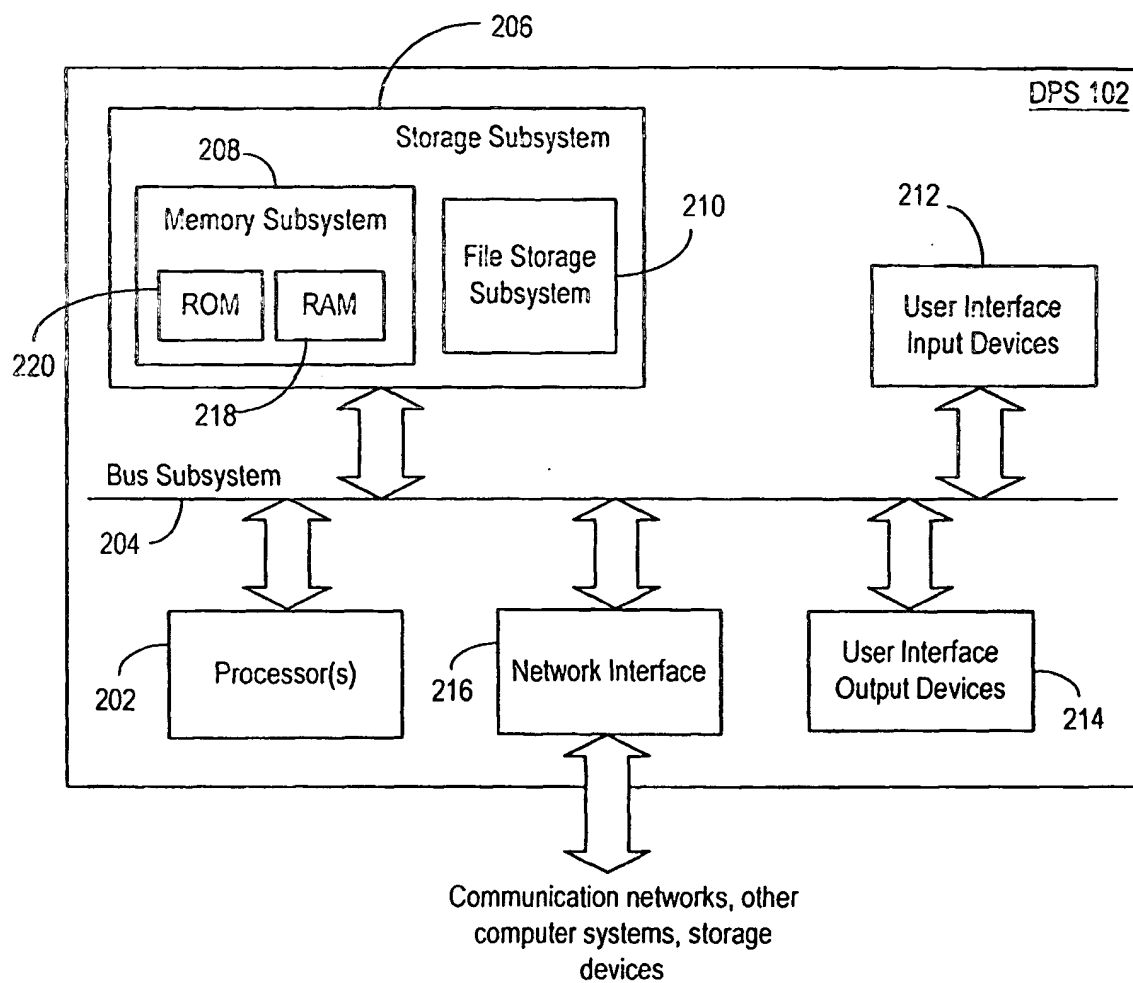 206
DPS 102
Storage Subsystem
208
Memory Subsystem
210
212
File Storage
Subsystem
ROM
RAM
User Interface
Input Devices
220
218
Bus Subsystem
204
Processor(s)
202
Network Interface
216
User Interface
Output Devices
214
Communication networks, other
computer systems, storage
devices